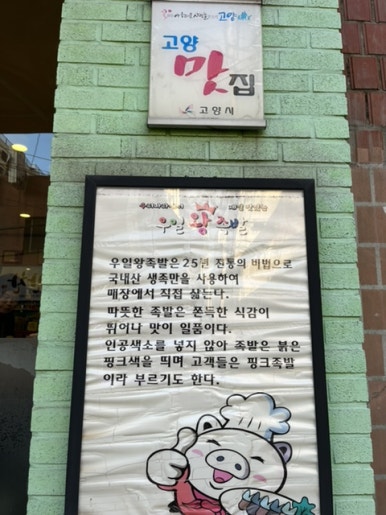 고양
고양
맛집
고양시
우일왕족발
우일왕족발은 25년 전통의 비법으로
국내산 생족만을 사용하여
매장에서 직접 삶는다.
따뜻한 족발은 쫀득한 식감이
뛰어나 맛이 일품이다.
인공색소를 넣지 않아 족발은 붉은
핑크색을 띄며 고객들은 핑크족발
이라 부르기도 한다.